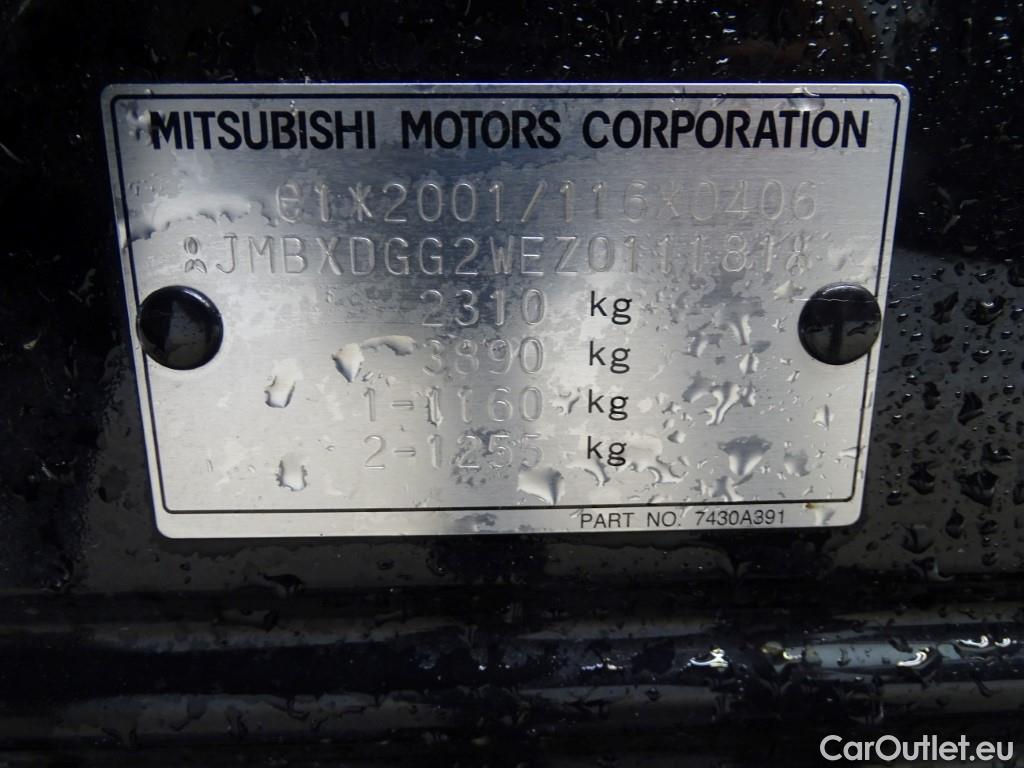 MITSUBISHI MOTORS CORPORATION
e1*2001/116*0406
JMBXDGG2WEZ011181
2310 kg
3890 kg
1-1160 kg
2-1255 kg
PART NO. 7430A391
CarOutlet.eu